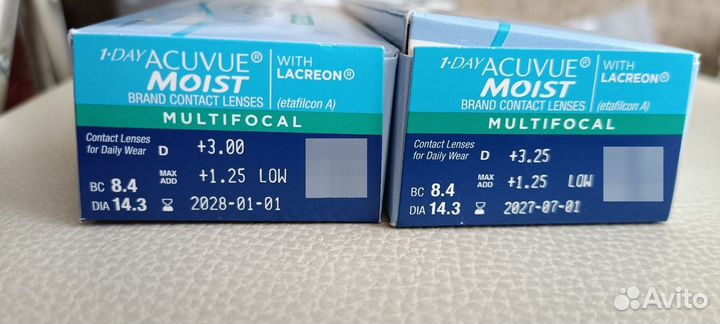 1·DAY ACUVUE®
MOIST
BRAND CONTACT LENSES
WITH
LACREON®
(etafilcon A)
MULTIFOCAL
Contact Lenses
for Daily Wear
D +3.00
MAX
ADD +1.25 LOW
BC 8.4
DIA 14.3 2028-01-01
1·DAY ACUVUE®
MOIST
BRAND CONTACT LENSES
WITH
LACREON®
(etafilcon A)
MULTIFOCAL
Contact Lenses
for Daily Wear
D +3.25
MAX
ADD +1.25 LOW
BC 8.4
DIA 14.3 2027-07-01
Avito